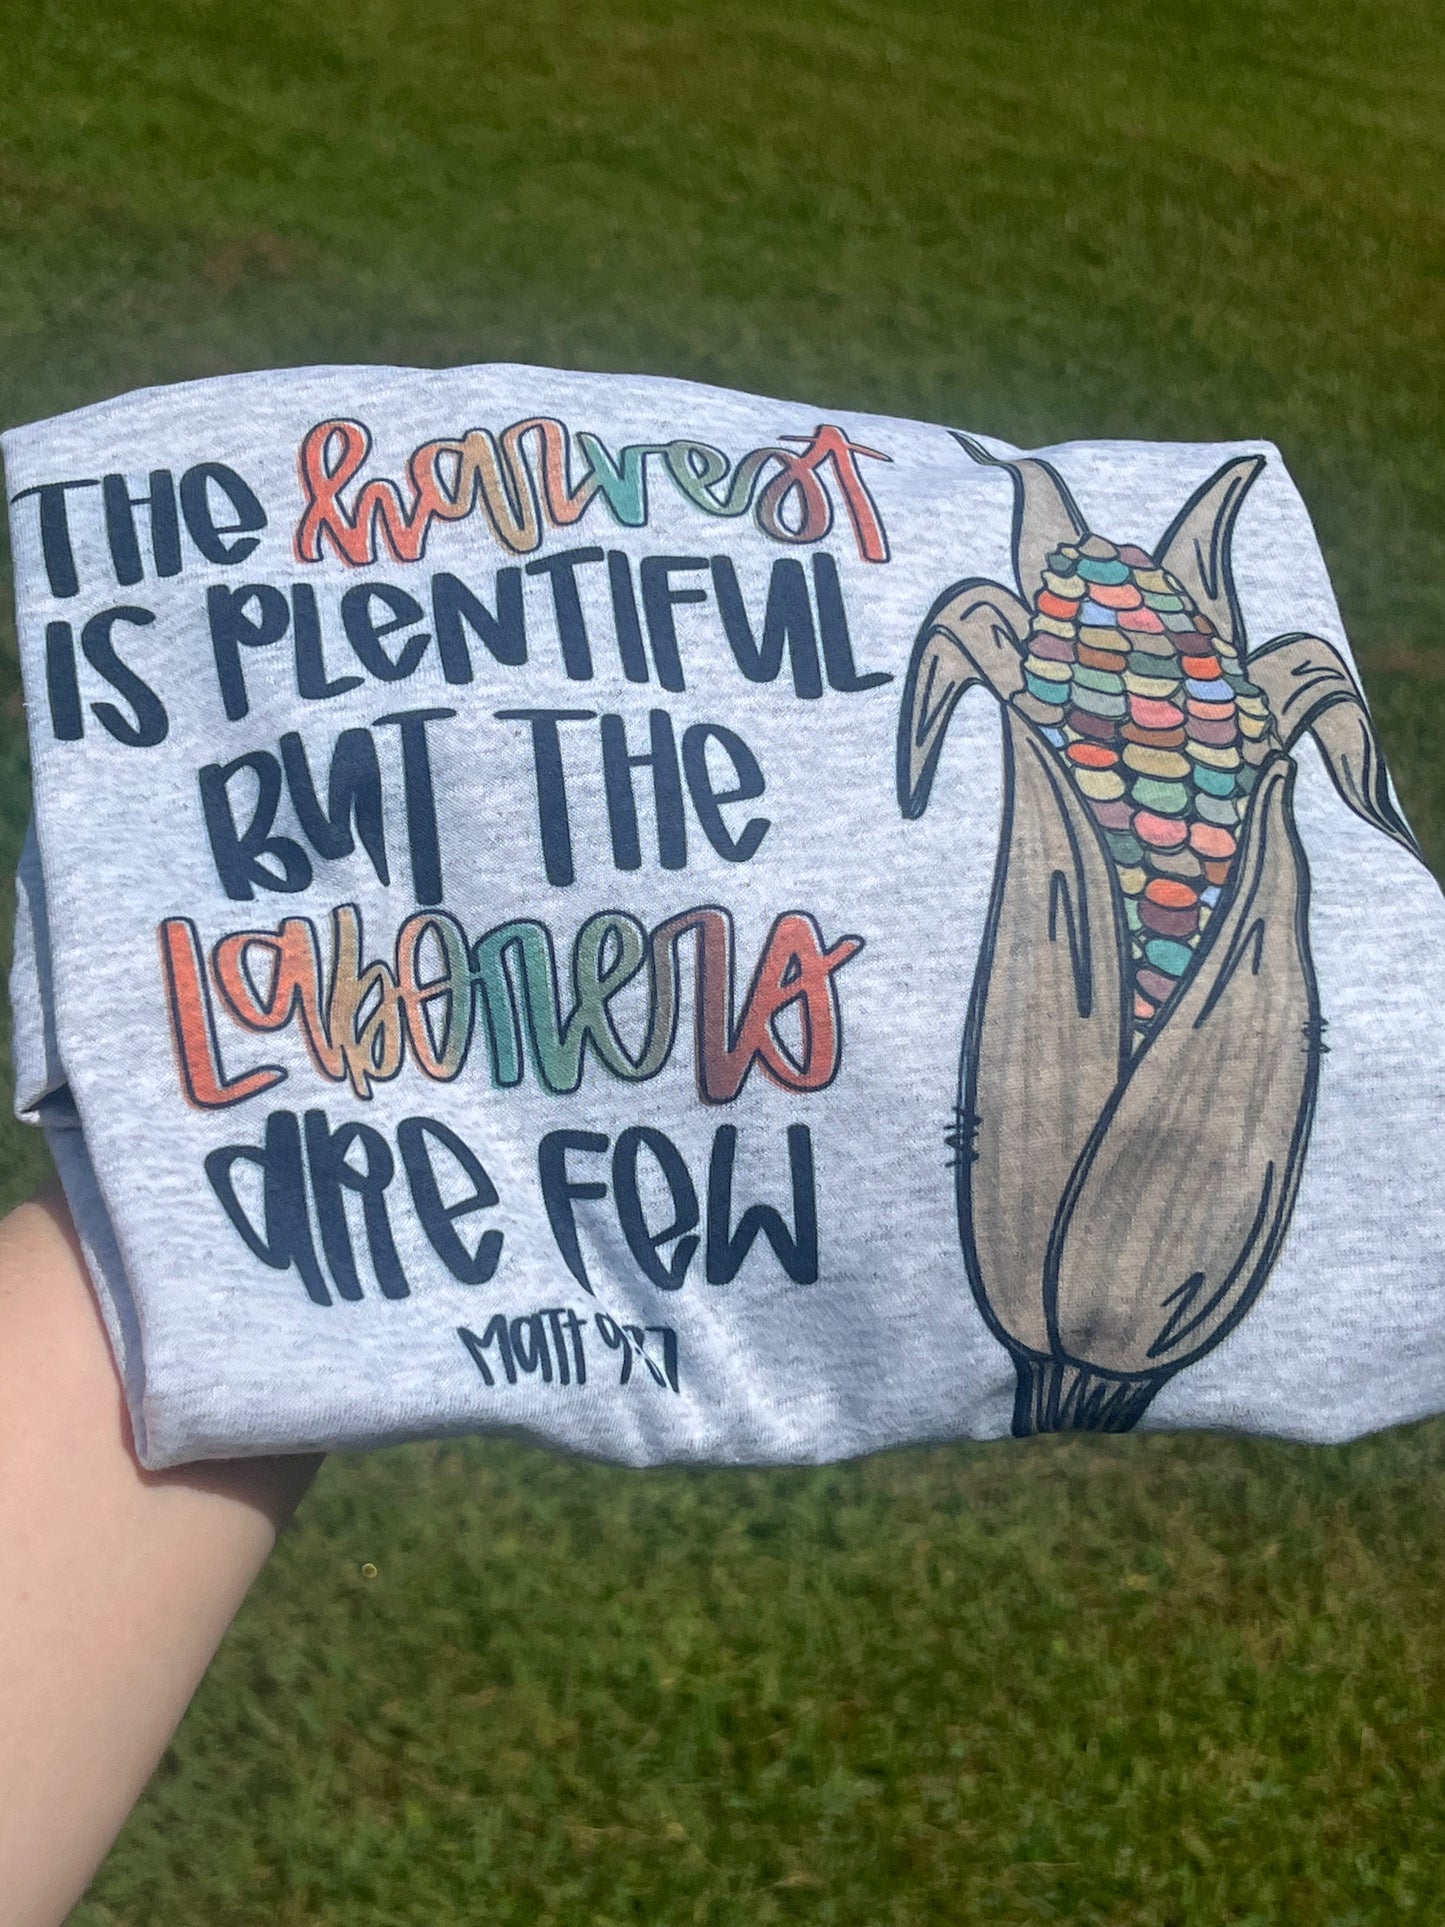 THe harvest
IS PLeNTIFUL
BUT THe
Laborers
are Few
Matt 9:37